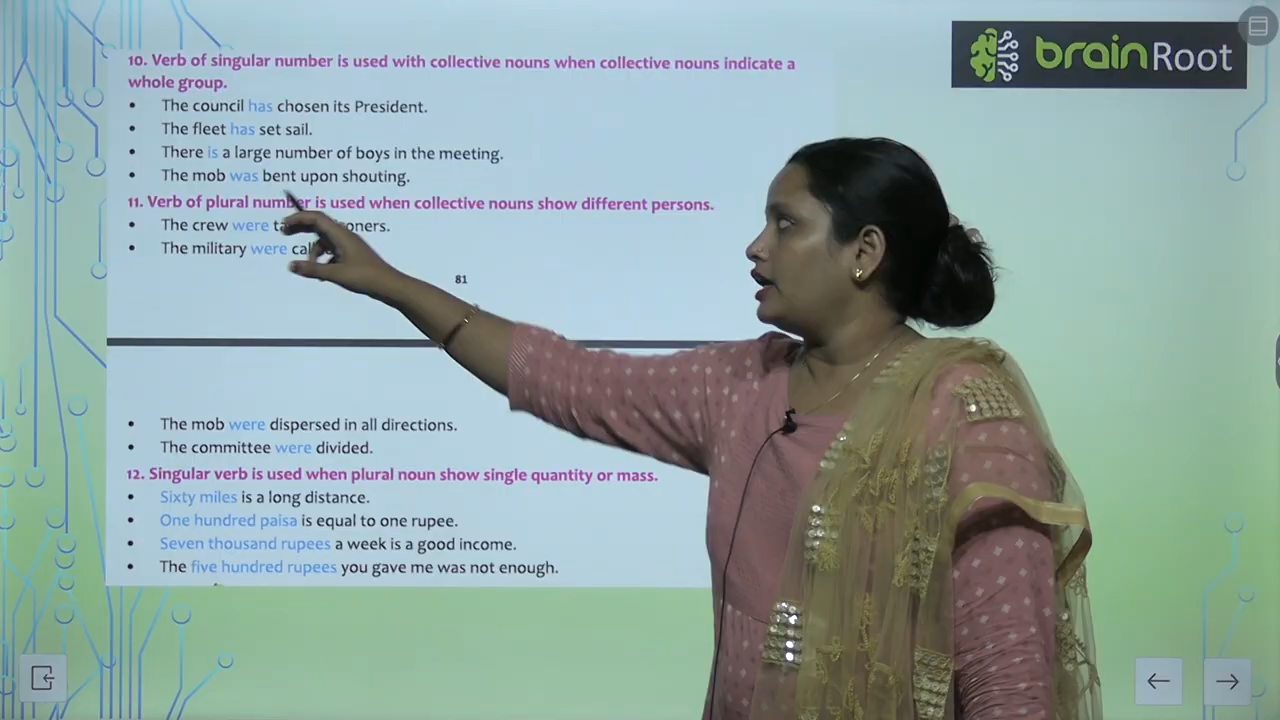 brainRoot
10. Verb of singular number is used with collective nouns when collective nouns indicate a
whole group.
• The council has chosen its President.
• The fleet has set sail.
• There is a large number of boys in the meeting.
• The mob was bent upon shouting.
11. Verb of plural number is used when collective nouns show different persons.
• The crew were
• The military were
81
• The mob were dispersed in all directions.
• The committee were divided.
12. Singular verb is used when plural noun show single quantity or mass.
• Sixty miles is a long distance.
• One hundred paisa is equal to one rupee.
• Seven thousand rupees a week is a good income.
• The five hundred rupees you gave me was not enough.